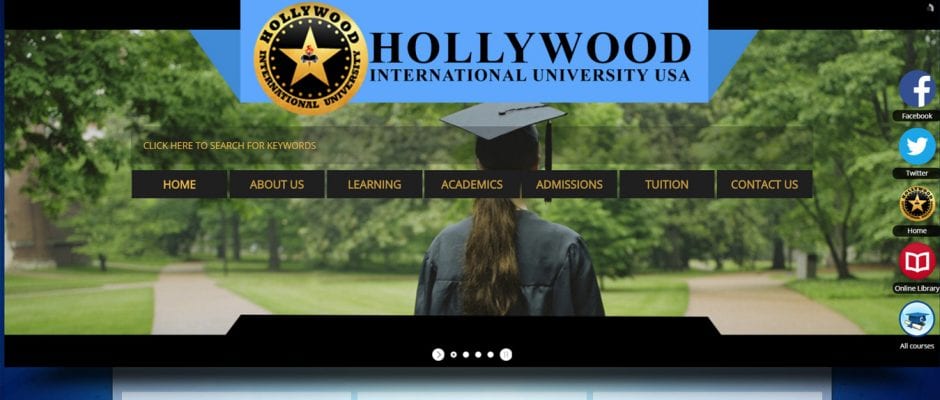 HOLLYWOOD
INTERNATIONAL UNIVERSITY
HOLLYWOOD
INTERNATIONAL UNIVERSITY USA
CLICK HERE TO SEARCH FOR KEYWORDS
HOME ABOUT US LEARNING ACADEMICS ADMISSIONS TUITION CONTACT US
Facebook
Twitter
Home
Online Library
All courses